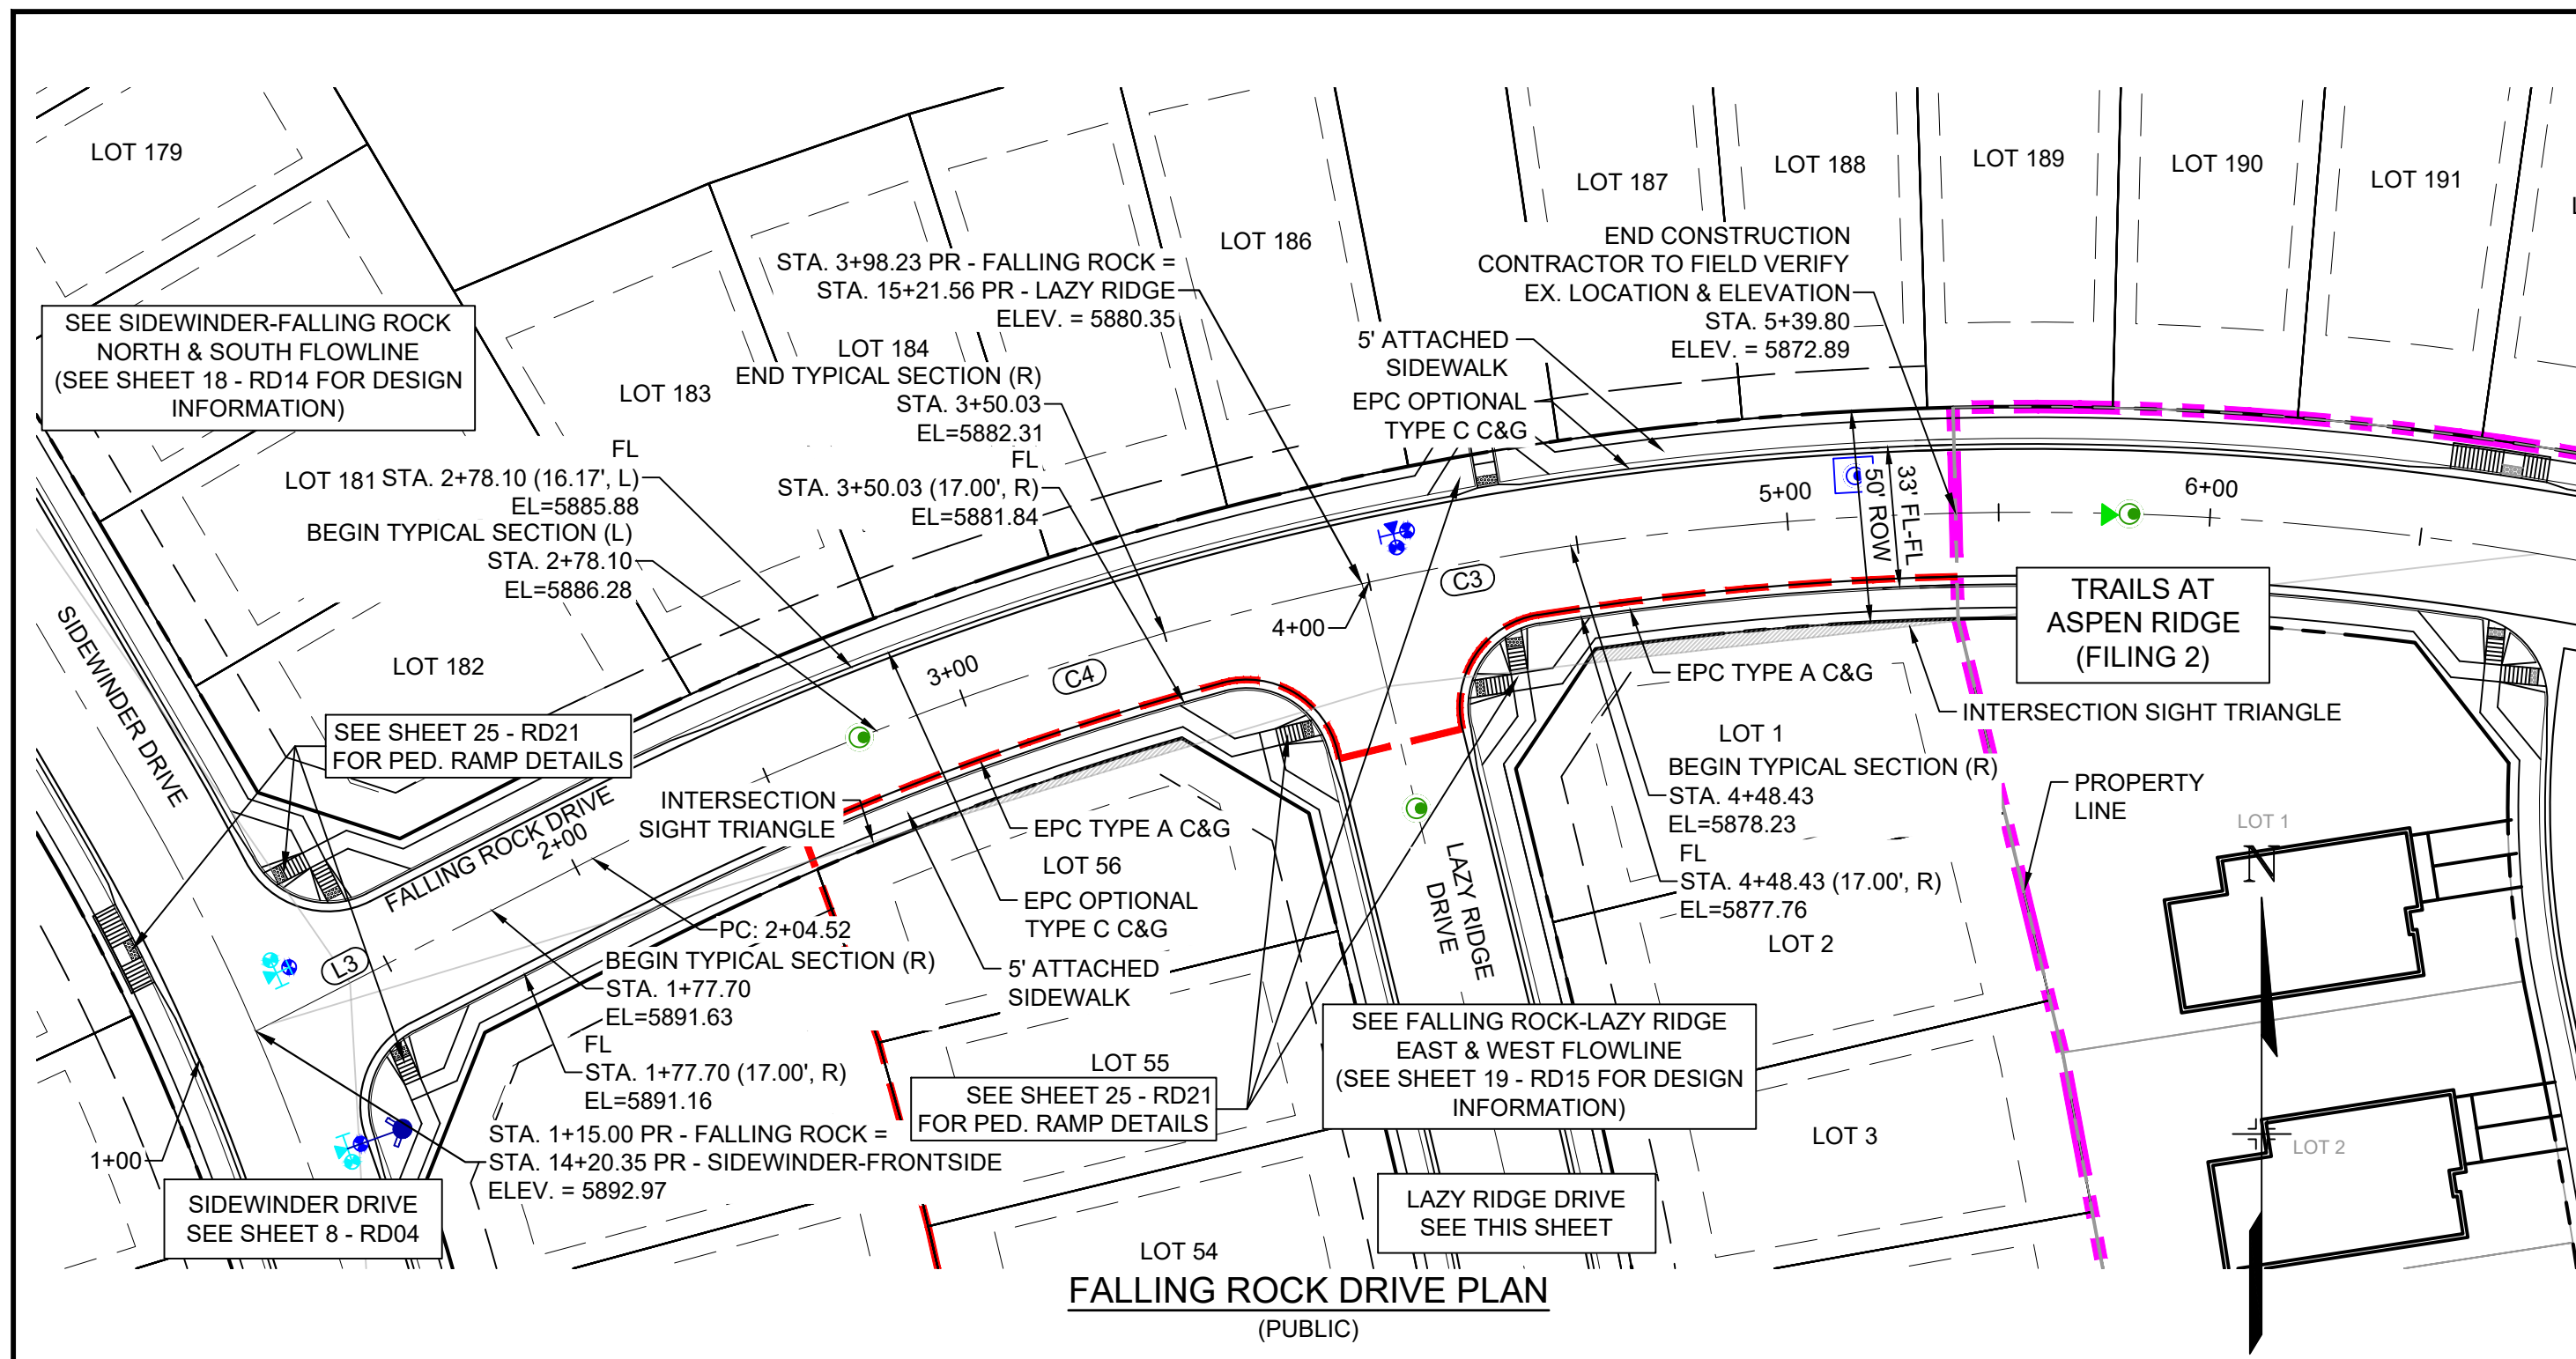 LOT 179
LOT 187
LOT 188
LOT 189
LOT 190
LOT 191
LOT 186
STA. 3+98.23 PR - FALLING ROCK =
STA. 15+21.56 PR - LAZY RIDGE
ELEV. = 5880.35
END CONSTRUCTION
CONTRACTOR TO FIELD VERIFY
EX. LOCATION & ELEVATION
STA. 5+39.80
ELEV. = 5872.89
SEE SIDEWINDER-FALLING ROCK
NORTH & SOUTH FLOWLINE
(SEE SHEET 18 - RD14 FOR DESIGN
INFORMATION)
LOT 183
LOT 184
END TYPICAL SECTION (R)
STA. 3+50.03
EL=5882.31
FL
STA. 3+50.03 (17.00', R)
EL=5881.84
5' ATTACHED
SIDEWALK
EPC OPTIONAL
TYPE C C&G
LOT 181
FL
STA. 2+78.10 (16.17', L)
EL=5885.88
BEGIN TYPICAL SECTION (L)
STA. 2+78.10
EL=5886.28
5+00
50' ROW
33' FL-FL
6+00
C3
4+00
TRAILS AT
ASPEN RIDGE
(FILING 2)
SIDEWINDER DRIVE
LOT 182
3+00
C4
EPC TYPE A C&G
INTERSECTION SIGHT TRIANGLE
SEE SHEET 25 - RD21
FOR PED. RAMP DETAILS
LOT 1
BEGIN TYPICAL SECTION (R)
STA. 4+48.43
EL=5878.23
FL
STA. 4+48.43 (17.00', R)
EL=5877.76
PROPERTY
LINE
FALLING ROCK DRIVE
2+00
INTERSECTION
SIGHT TRIANGLE
EPC TYPE A C&G
LOT 56
EPC OPTIONAL
TYPE C C&G
LAZY RIDGE
DRIVE
LOT 1
N
LOT 2
L3
PC: 2+04.52
BEGIN TYPICAL SECTION (R)
STA. 1+77.70
EL=5891.63
5' ATTACHED
SIDEWALK
FL
STA. 1+77.70 (17.00', R)
EL=5891.16
LOT 55
SEE SHEET 25 - RD21
FOR PED. RAMP DETAILS
SEE FALLING ROCK-LAZY RIDGE
EAST & WEST FLOWLINE
(SEE SHEET 19 - RD15 FOR DESIGN
INFORMATION)
STA. 1+15.00 PR - FALLING ROCK =
STA. 14+20.35 PR - SIDEWINDER-FRONTSIDE
ELEV. = 5892.97
1+00
LOT 3
LOT 2
SIDEWINDER DRIVE
SEE SHEET 8 - RD04
LAZY RIDGE DRIVE
SEE THIS SHEET
LOT 54
FALLING ROCK DRIVE PLAN
(PUBLIC)